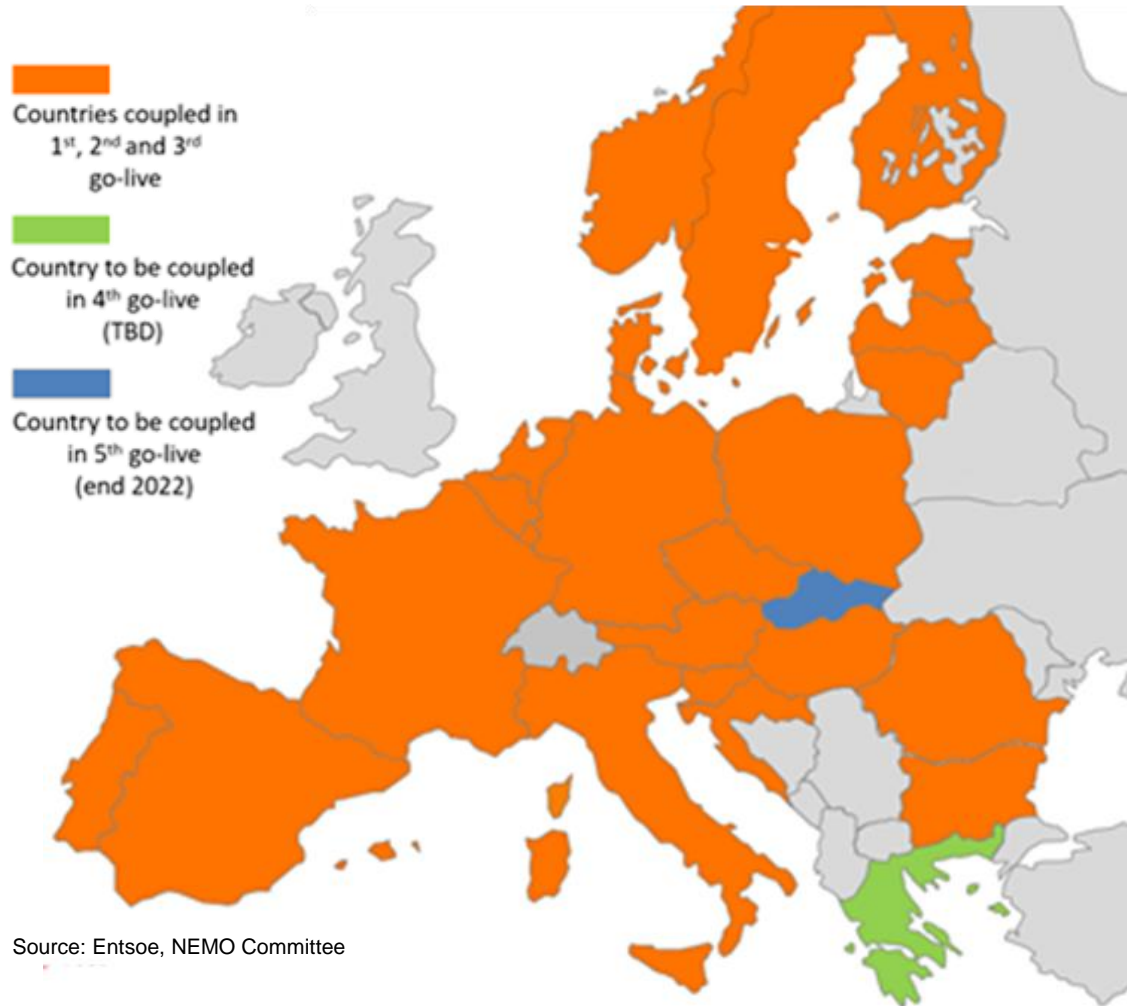 Countries coupled in
1st, 2nd and 3rd
go-live
Country to be coupled
in 4th go-live
(TBD)
Country to be coupled
in 5th go-live
(end 2022)
Source: Entsoe, NEMO Committee